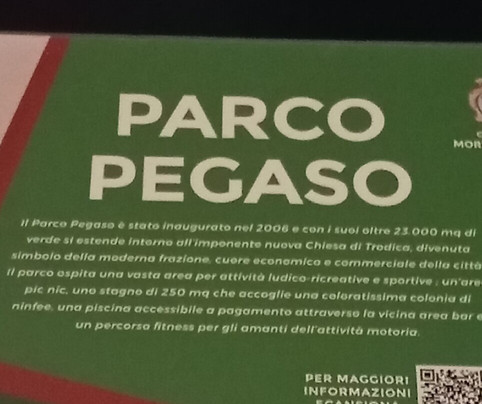 PARCO
PEGASO
MOR
Il Parco Pegaso è stato inaugurato nel 2006 e con i suoi oltre 23.000 mq di
verde si estende intorno all'imponente nuova Chiesa di Trodica, divenuta
simbolo della moderna frazione, cuore economico e commerciale della città
Il parco ospita una vasta area per attività ludico-ricreative e sportive, un'are
pic nic, uno stagno di 250 mq che accoglie una coloratissima colonia di
ninfee, una piscina accessibile a pagamento attraverso la vicina area bar e
un percorso fitness per gli amanti dell'attività motoria.
PER MAGGIORI
INFORMAZIONI